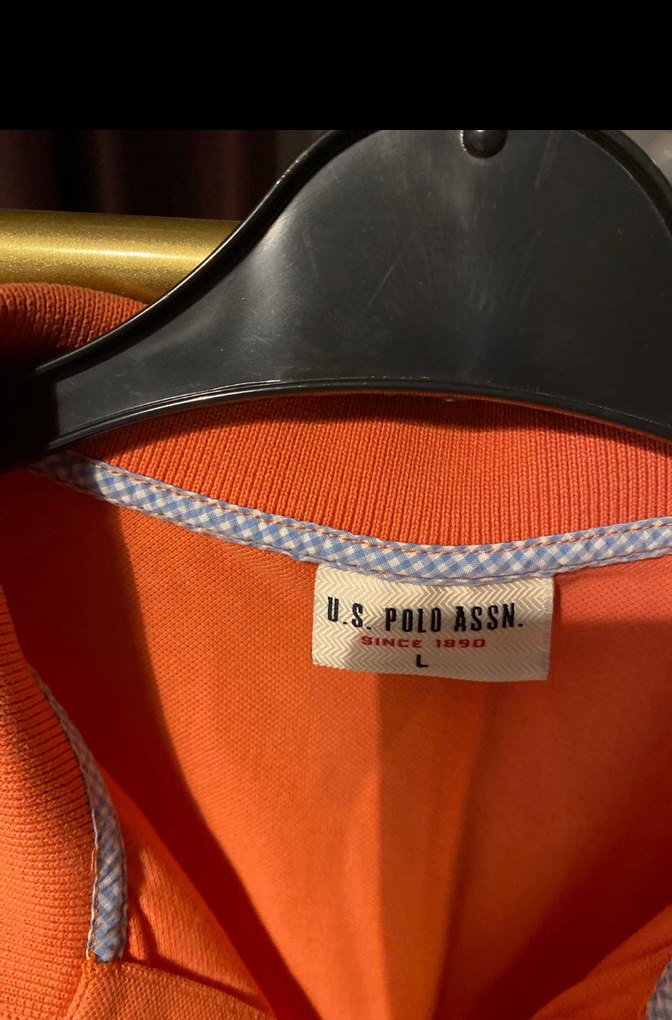 U.S. POLO ASSN.
SINCE 1890
L